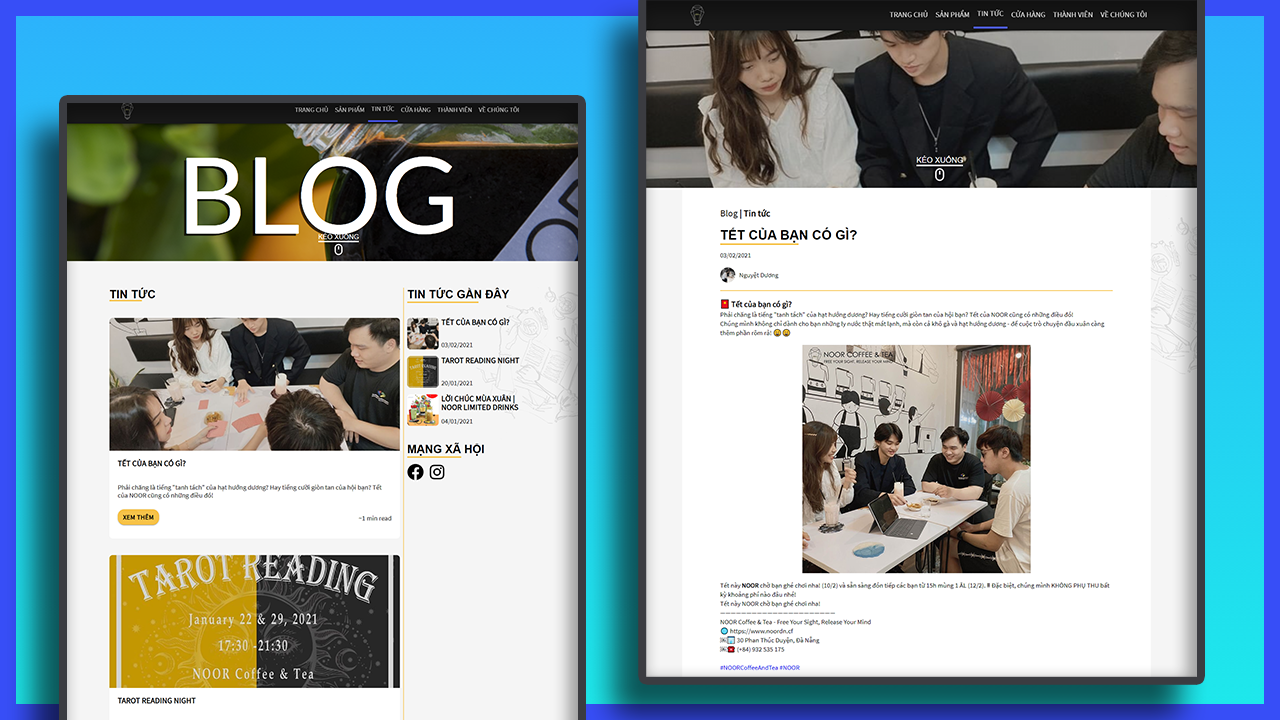 TRANG CHỦ SẢN PHẨM TIN TỨC CỬA HÀNG THÀNH VIÊN VỀ CHÚNG TÔI
BLOG
KÉO XUỐNG
TIN TỨC
TẾT CỦA BẠN CÓ GÌ?
Phải chăng là tiếng "tanh tách" của hạt hướng dương? Hay tiếng cười giòn tan của hội bạn? Tết
của NOOR cũng có những điều đó!
XEM THÊM
~1 min read
TAROT READING
January 22 & 29, 2021
17:30 -21:30
NOOR Coffee & Tea
TAROT READING NIGHT
TIN TỨC GẦN ĐÂY
TẾT CỦA BẠN CÓ GÌ?
03/02/2021
TAROT READING NIGHT
20/01/2021
LỜI CHÚC MÙA XUÂN |
NOOR LIMITED DRINKS
04/01/2021
MẠNG XÃ HỘI
TRANG CHỦ SẢN PHẨM TIN TỨC CỬA HÀNG THÀNH VIÊN VỀ CHÚNG TÔI
KÉO XUỐNG
Blog | Tin tức
TẾT CỦA BẠN CÓ GÌ?
03/02/2021
Nguyệt Dương
Tết của bạn có gì?
Phải chăng là tiếng "tanh tách" của hạt hướng dương? Hay tiếng cười giòn tan của hội bạn? Tết của NOOR cũng có những điều đó!
Chúng mình không chỉ dành cho bạn những ly nước thật mát lạnh, mà còn cả khô gà và hạt hướng dương - để cuộc trò chuyện đầu xuân càng
thêm phần rôm rả! 😄😄
NOOR COFFEE & TEA
FREE YOUR SIGHT, RELEASE YOUR MIND
Tết này NOOR chờ bạn ghé chơi nha! (10/2) và sẵn sàng đón tiếp các bạn từ 15h mùng 1 ÂL (12/2). Đặc biệt, chúng mình KHÔNG PHỤ THU bất
kỳ khoảng phí nào đâu nhé!
Tết này NOOR chờ bạn ghé chơi nha!
————————————————————
NOOR Coffee & Tea - Free Your Sight, Release Your Mind
https://www.noordn.cf
30 Phan Thúc Duyện, Đà Nẵng
(+84) 932 535 175
#NOORCoffeeAndTea #NOOR